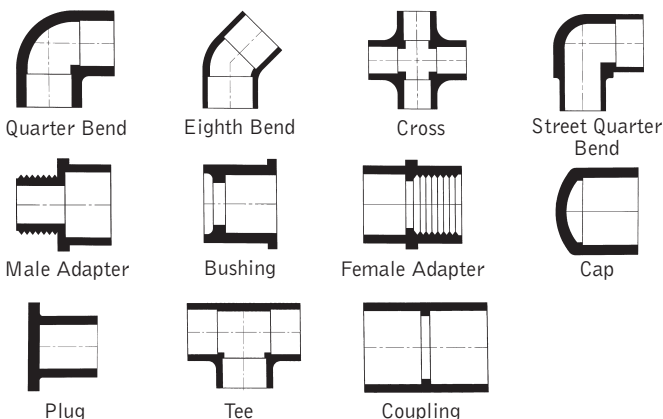 Quarter Bend
Eighth Bend
Cross
Street Quarter
Bend
Male Adapter
Bushing
Female Adapter
Cap
Plug
Tee
Coupling